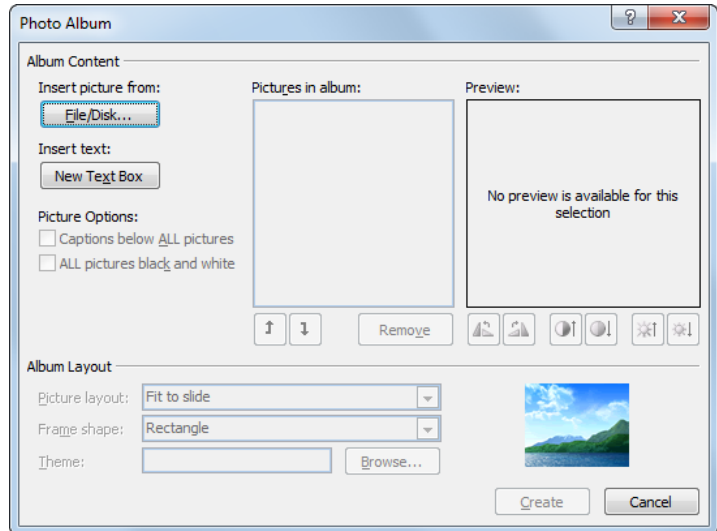 Photo Album
Album Content
Insert picture from:
File/Disk...
Insert text:
New Text Box
Picture Options:
Captions below ALL pictures
ALL pictures black and white
Pictures in album:
Remove
Preview:
No preview is available for this
selection
Album Layout
Picture layout: Fit to slide
Frame shape: Rectangle
Theme: Browse...
Create Cancel